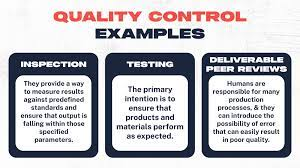 QUALITY CONTROL
EXAMPLES
INSPECTION
They provide a way
to measure results
against predefined
standards and
ensure that output is
falling within those
specified
parameters.
TESTING
The primary
intention is to
ensure that
products and
materials perform
as expected.
DELIVERABLE
PEER REVIEWS
Humans are
responsible for many
production
processes, & they
can introduce the
possibility of error
that can easily result
in poor quality.